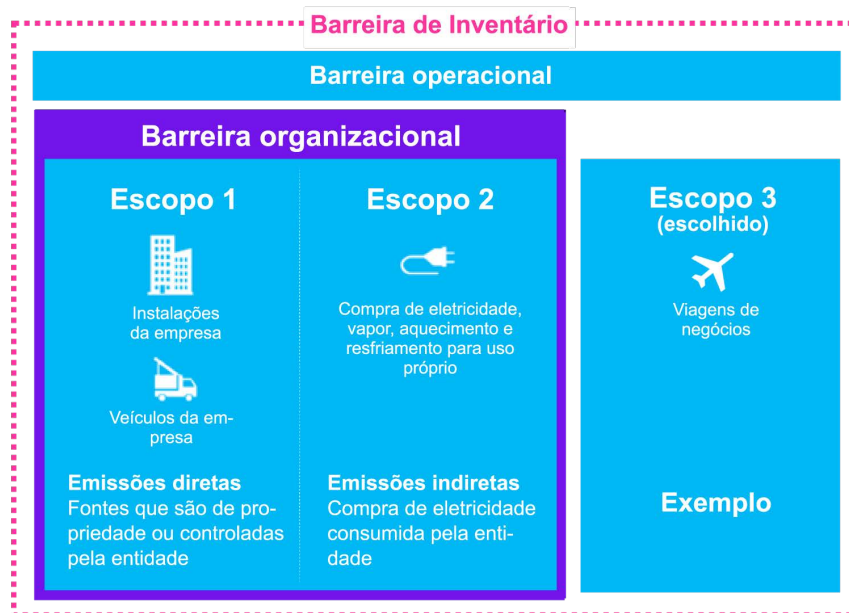 Barreira de Inventário
Barreira operacional
Barreira organizacional
Escopo 1
Instalações
da empresa
Veículos da em-
presa
Emissões diretas
Fontes que são de pro-
priedade ou controladas
pela entidade
Escopo 2
Compra de eletricidade,
vapor, aquecimento e
resfriamento para uso
próprio
Emissões indiretas
Compra de eletricidade
consumida pela enti-
dade
Escopo 3
(escolhido)
Viagens de
negócios
Exemplo